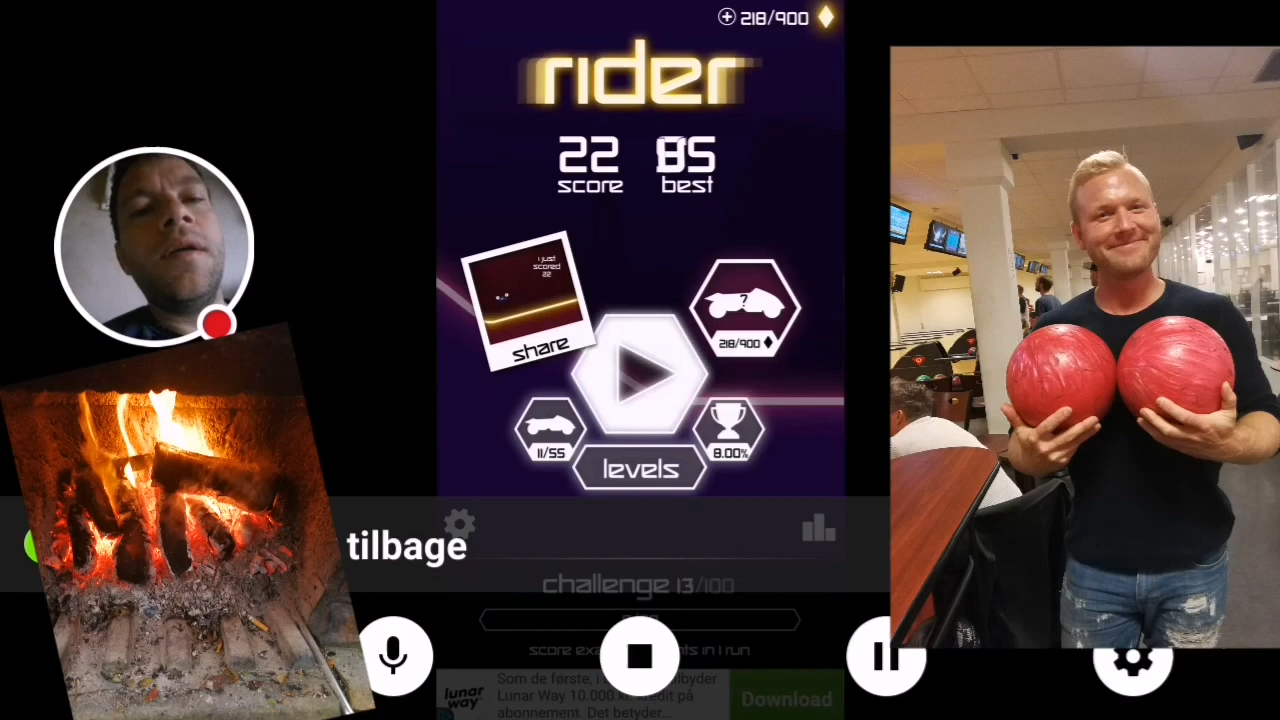 218/900
rider
22 85
score best
I just
scored
22
share
?
218/900
11/55
8.00%
levels
tilbage
challenge 13/100
lunar
way
Som de første, i
Lunar Way 10.000 kr. kredit på
abonnement. Det betyder...
Download